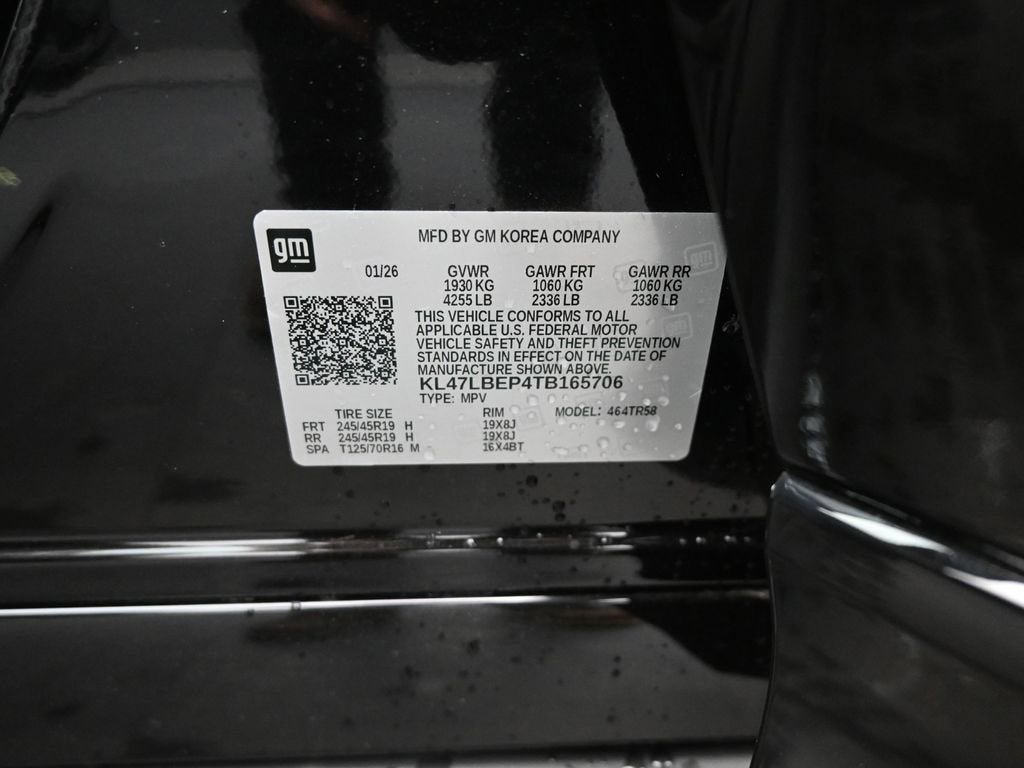 gm
MFD BY GM KOREA COMPANY
01/26 GVWR GAWR FRT GAWR RR
1930 KG 1060 KG 1060 KG
4255 LB 2336 LB 2336 LB
THIS VEHICLE CONFORMS TO ALL
APPLICABLE U.S. FEDERAL MOTOR
VEHICLE SAFETY AND THEFT PREVENTION
STANDARDS IN EFFECT ON THE DATE OF
MANUFACTURE SHOWN ABOVE.
KL47LBEP4TB165706
TYPE: MPV
TIRE SIZE RIM MODEL: 464TR58
FRT 245/45R19 H 19X8J
RR 245/45R19 H 19X8J
SPA T125/70R16 M 16X4BT